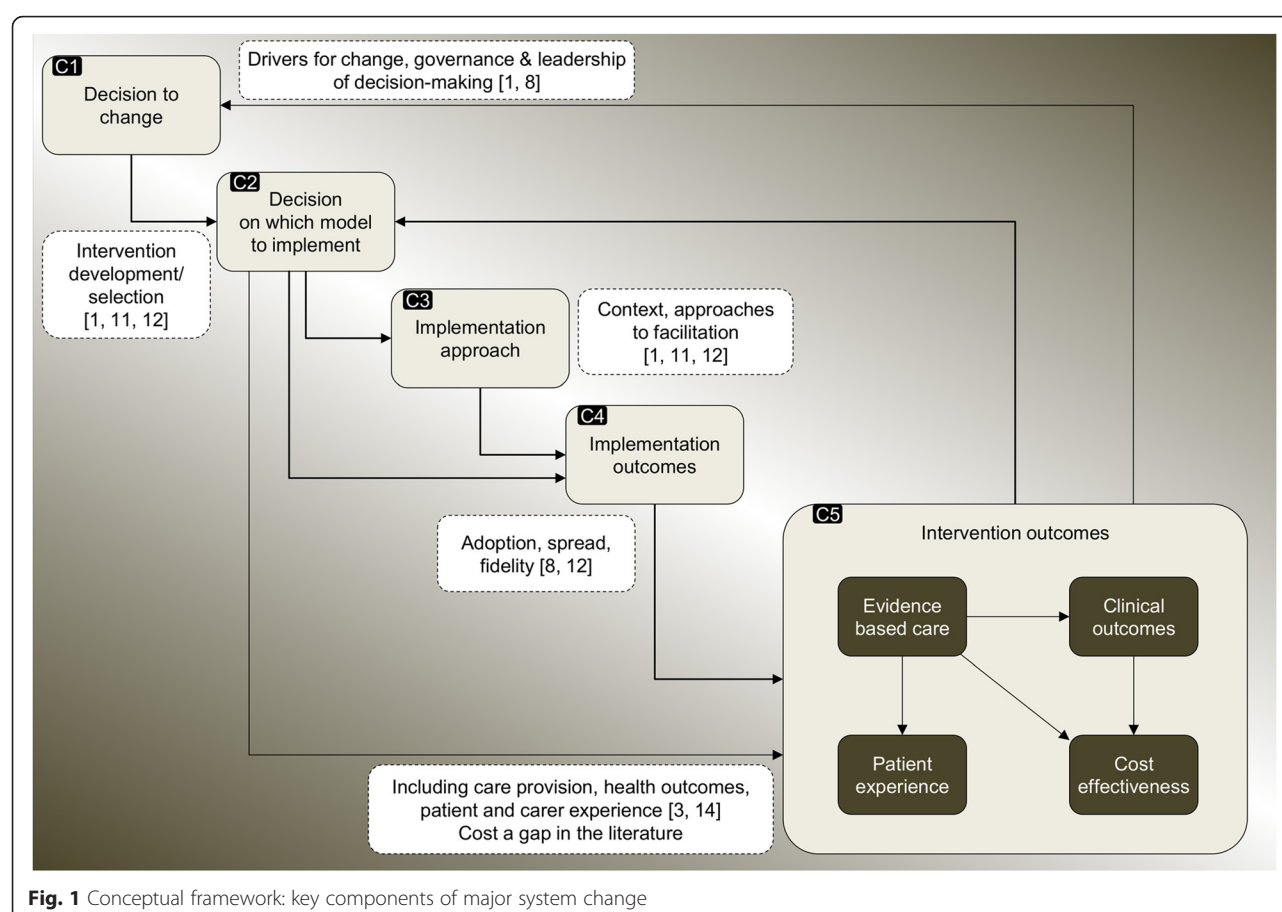 C1
Decision to
change
Drivers for change, governance & leadership
of decision-making [1, 8]
C2
Decision
on which model
to implement
Intervention
development/
selection
[1, 11, 12]
C3
Implementation
approach
Context, approaches
to facilitation
[1, 11, 12]
C4
Implementation
outcomes
Adoption, spread,
fidelity [8, 12]
C5
Intervention outcomes
Evidence
based care
Clinical
outcomes
Patient
experience
Cost
effectiveness
Including care provision, health outcomes,
patient and carer experience [3, 14]
Cost a gap in the literature
Fig. 1 Conceptual framework: key components of major system change